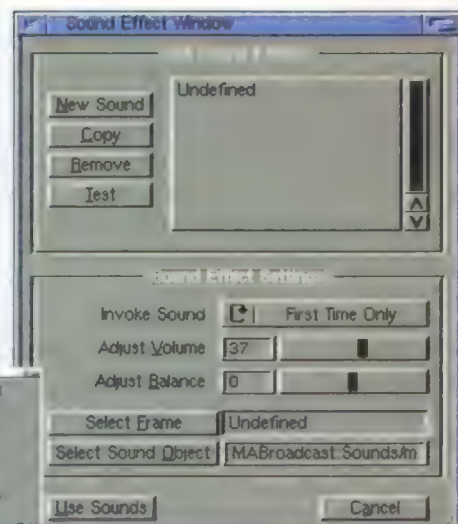 Sound Effect Window
Undefined
New Sound
Copy
Remove
Test
Sound Effect Settings
Invoke Sound First Time Only
Adjust Volume 37
Adjust Balance 0
Select Frame Undefined
Select Sound Object MABroadcast Sounds/m
Use Sounds Cancel